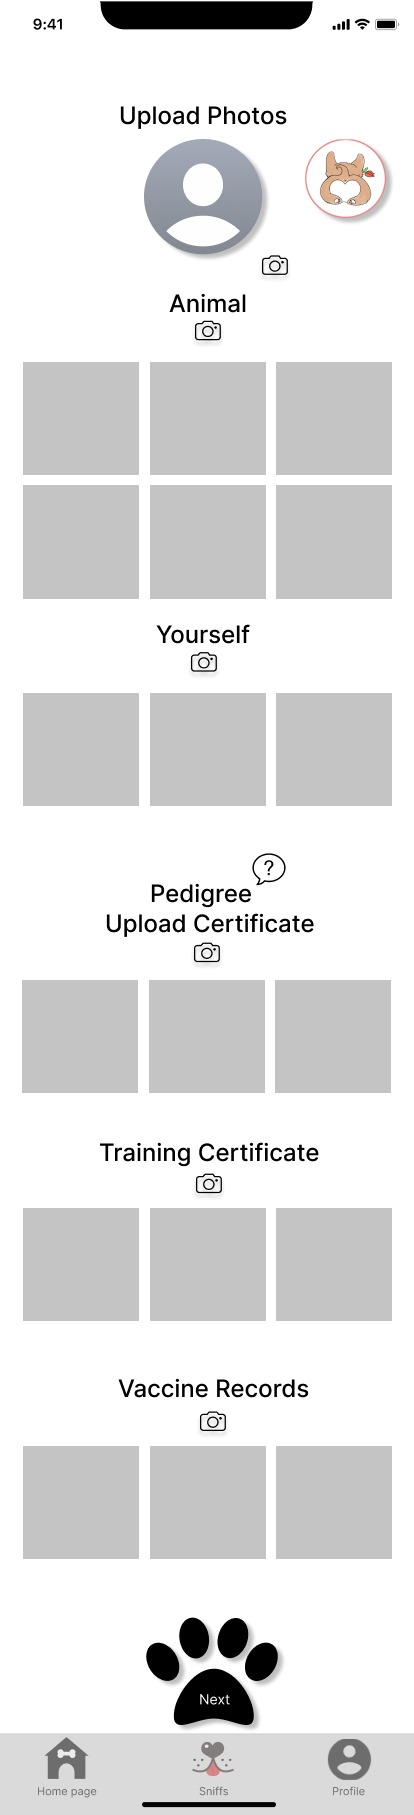 9:41
Upload Photos
Animal
Yourself
?
Pedigree
Upload Certificate
Training Certificate
Vaccine Records
Next
Home page
Sniffs
Profile